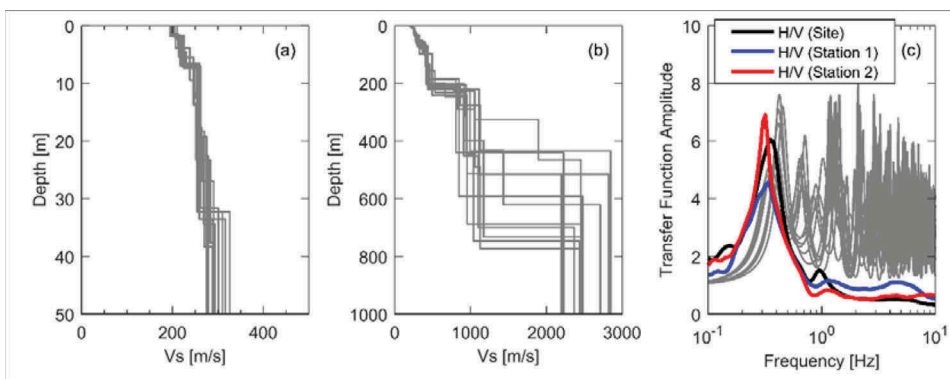 (a)
0
10
20
30
40
50
Depth [m]
0 200 400
Vs [m/s]
(b)
0
200
400
600
800
1000
Depth [m]
0 1000 2000 3000
Vs [m/s]
H/V (Site)
H/V (Station 1)
H/V (Station 2)
(c)
10
8
6
4
2
0
Transfer Function Amplitude
10-1 100 101
Frequency [Hz]